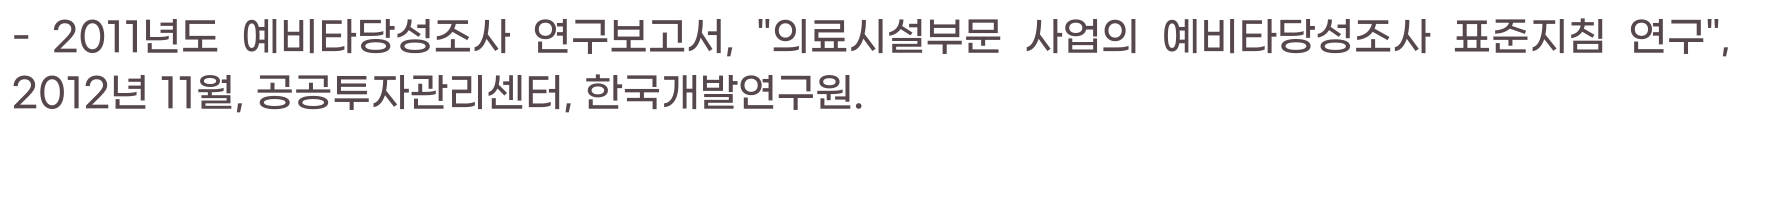 - 2011년도 예비타당성조사 연구보고서, "의료시설부문 사업의 예비타당성조사 표준지침 연구",
2012년 11월, 공공투자관리센터, 한국개발연구원.